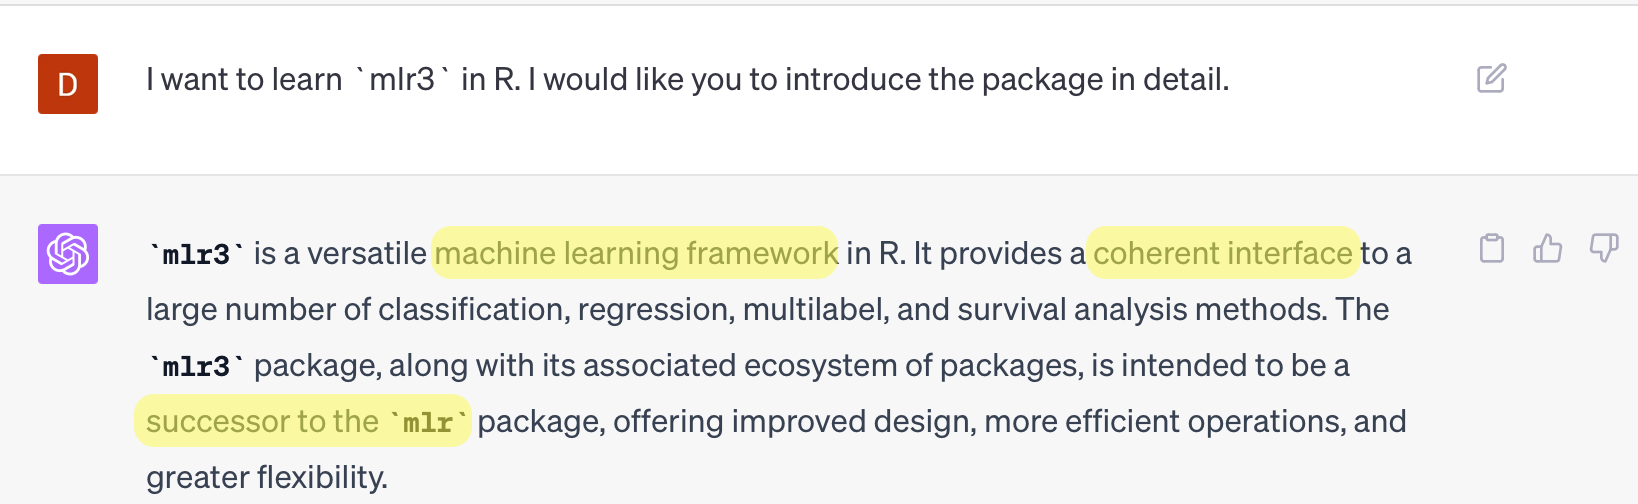 D
I want to learn `mlr3` in R. I would like you to introduce the package in detail.
`mlr3` is a versatile machine learning framework in R. It provides a coherent interface to a
large number of classification, regression, multilabel, and survival analysis methods. The
`mlr3` package, along with its associated ecosystem of packages, is intended to be a
successor to the `mlr` package, offering improved design, more efficient operations, and
greater flexibility.